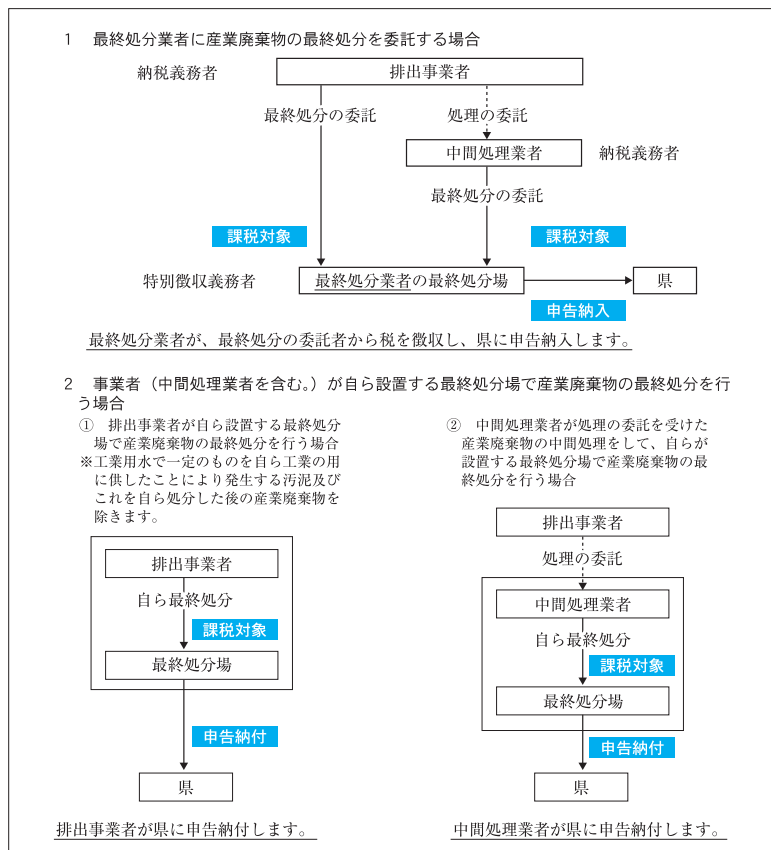 1　最終処分業者に産業廃棄物の最終処分を委託する場合
納税義務者
排出事業者
最終処分の委託
処理の委託
中間処理業者
納税義務者
最終処分の委託
課税対象
課税対象
特別徴収義務者
最終処分業者の最終処分場
県
申告納入
最終処分業者が、最終処分の委託者から税を徴収し、県に申告納入します。
2　事業者（中間処理業者を含む。）が自ら設置する最終処分場で産業廃棄物の最終処分を行
う場合
①　排出事業者が自ら設置する最終処分
場で産業廃棄物の最終処分を行う場合
※工業用水で一定のものを自ら工業の用
に供したことにより発生する汚泥及び
これを自ら処分した後の産業廃棄物を
除きます。
排出事業者
自ら最終処分
課税対象
最終処分場
申告納付
県
排出事業者が県に申告納付します。
②　中間処理業者が処理の委託を受けた
産業廃棄物の中間処理をして、自らが
設置する最終処分場で産業廃棄物の最
終処分を行う場合
排出事業者
処理の委託
中間処理業者
自ら最終処分
課税対象
最終処分場
申告納付
県
中間処理業者が県に申告納付します。